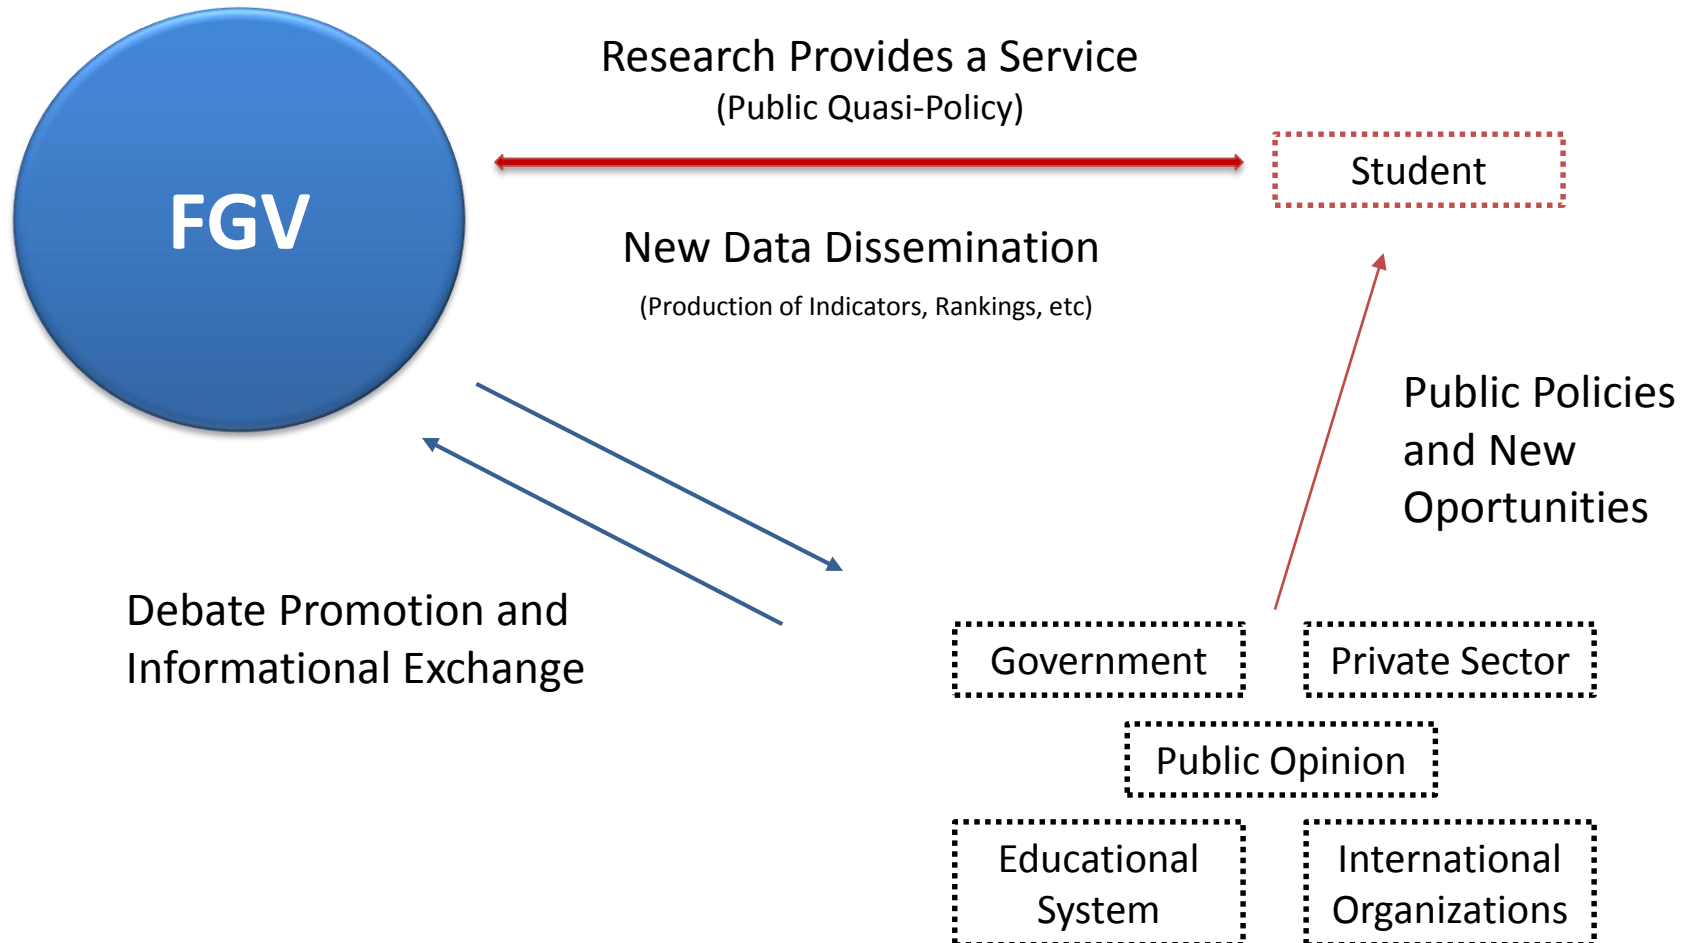 Research Provides a Service
(Public Quasi-Policy)
Student
FGV
New Data Dissemination
(Production of Indicators, Rankings, etc)
Public Policies
and New
Oportunities
Debate Promotion and
Informational Exchange
Government
Private Sector
Public Opinion
Educational
System
International
Organizations